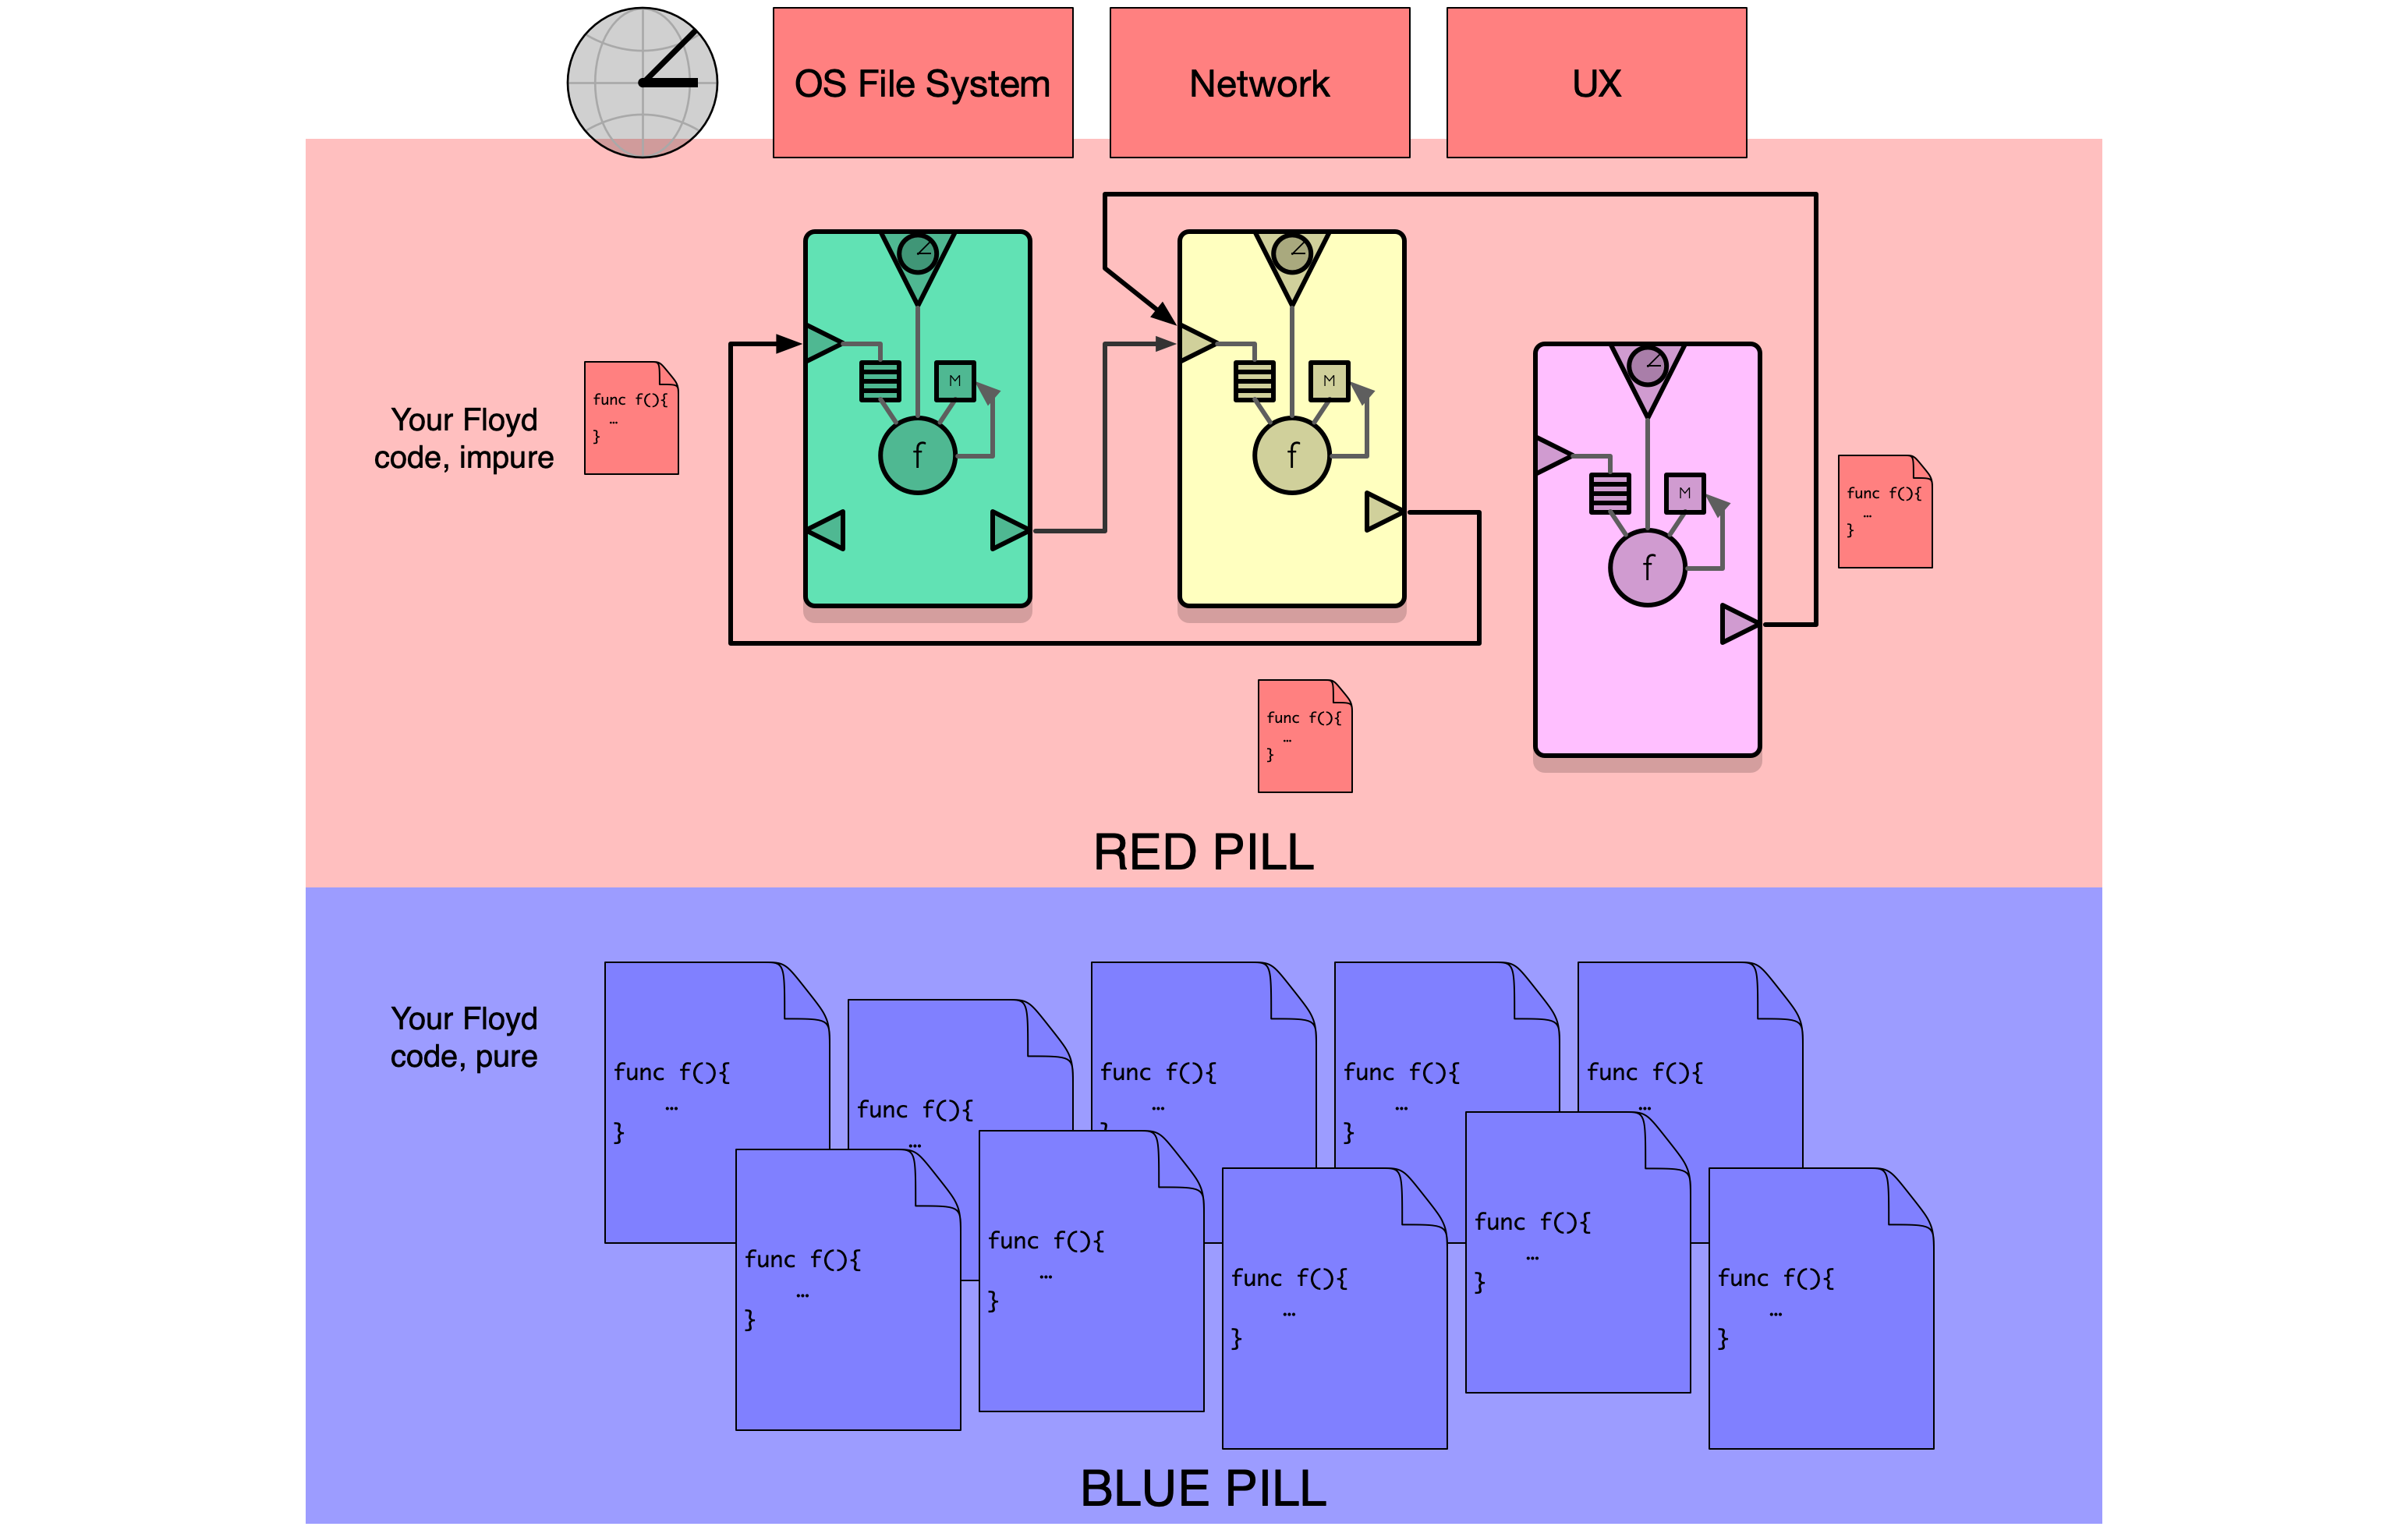 OS File System
Network
UX
Your Floyd
code, impure
func f(){
…
}
M
f
M
f
M
f
func f(){
…
}
func f(){
…
}
RED PILL
Your Floyd
code, pure
func f(){
…
}
func f(){
…
func f(){
…
}
func f(){
…
}
func f(){
…
func f(){
…
}
func f(){
…
}
func f(){
…
}
func f(){
…
}
func f(){
…
}
BLUE PILL